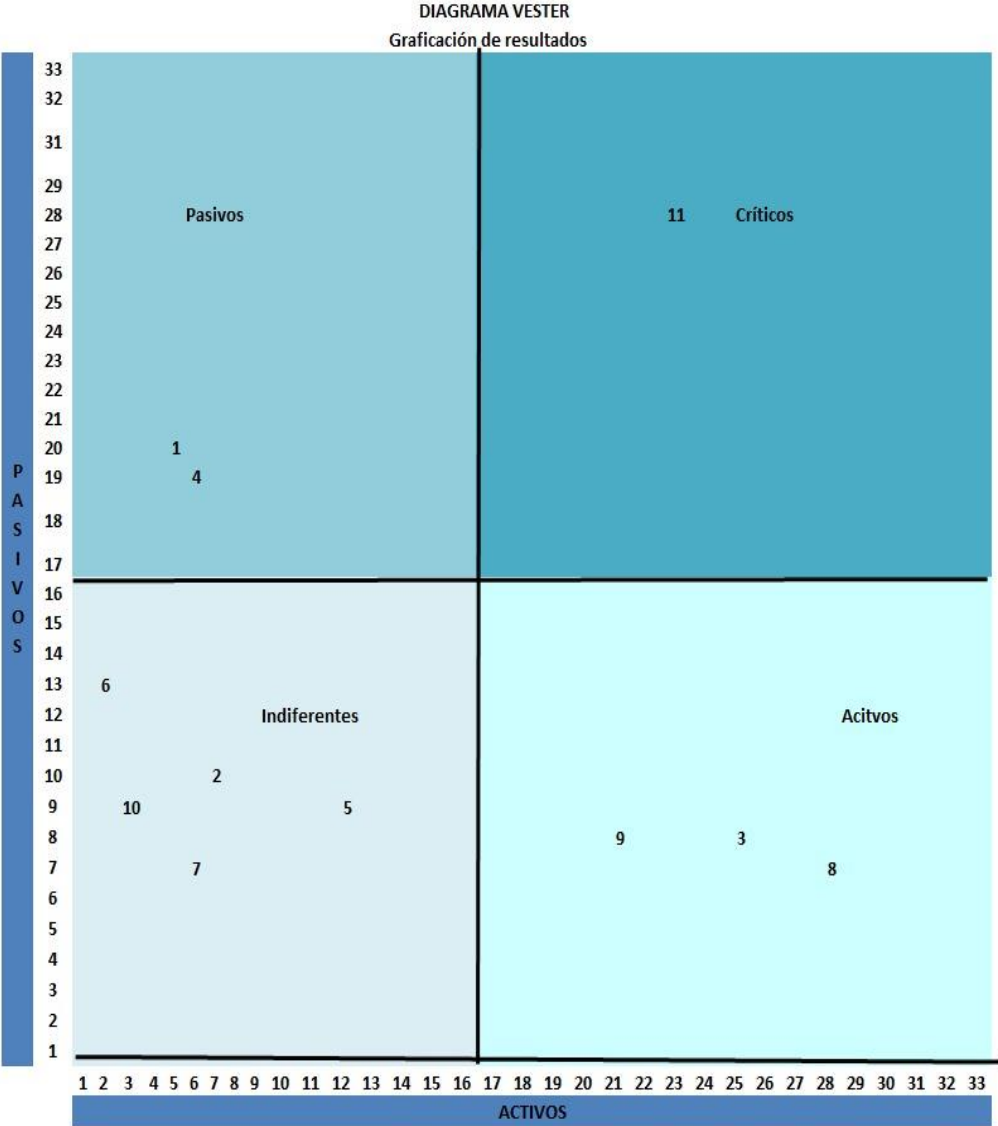 DIAGRAMA VESTER
Graficación de resultados
PASIVOS
33
32
31
29
28 Pasivos 11 Críticos
27
26
25
24
23
22
21
20 1
19 4
18
17
16
15
14
13 6
12 Indiferentes Acitvos
11
10 2
9 10 5
8 9 3
7 7 8
6
5
4
3
2
1
1 2 3 4 5 6 7 8 9 10 11 12 13 14 15 16 17 18 19 20 21 22 23 24 25 26 27 28 29 30 31 32 33
ACTIVOS